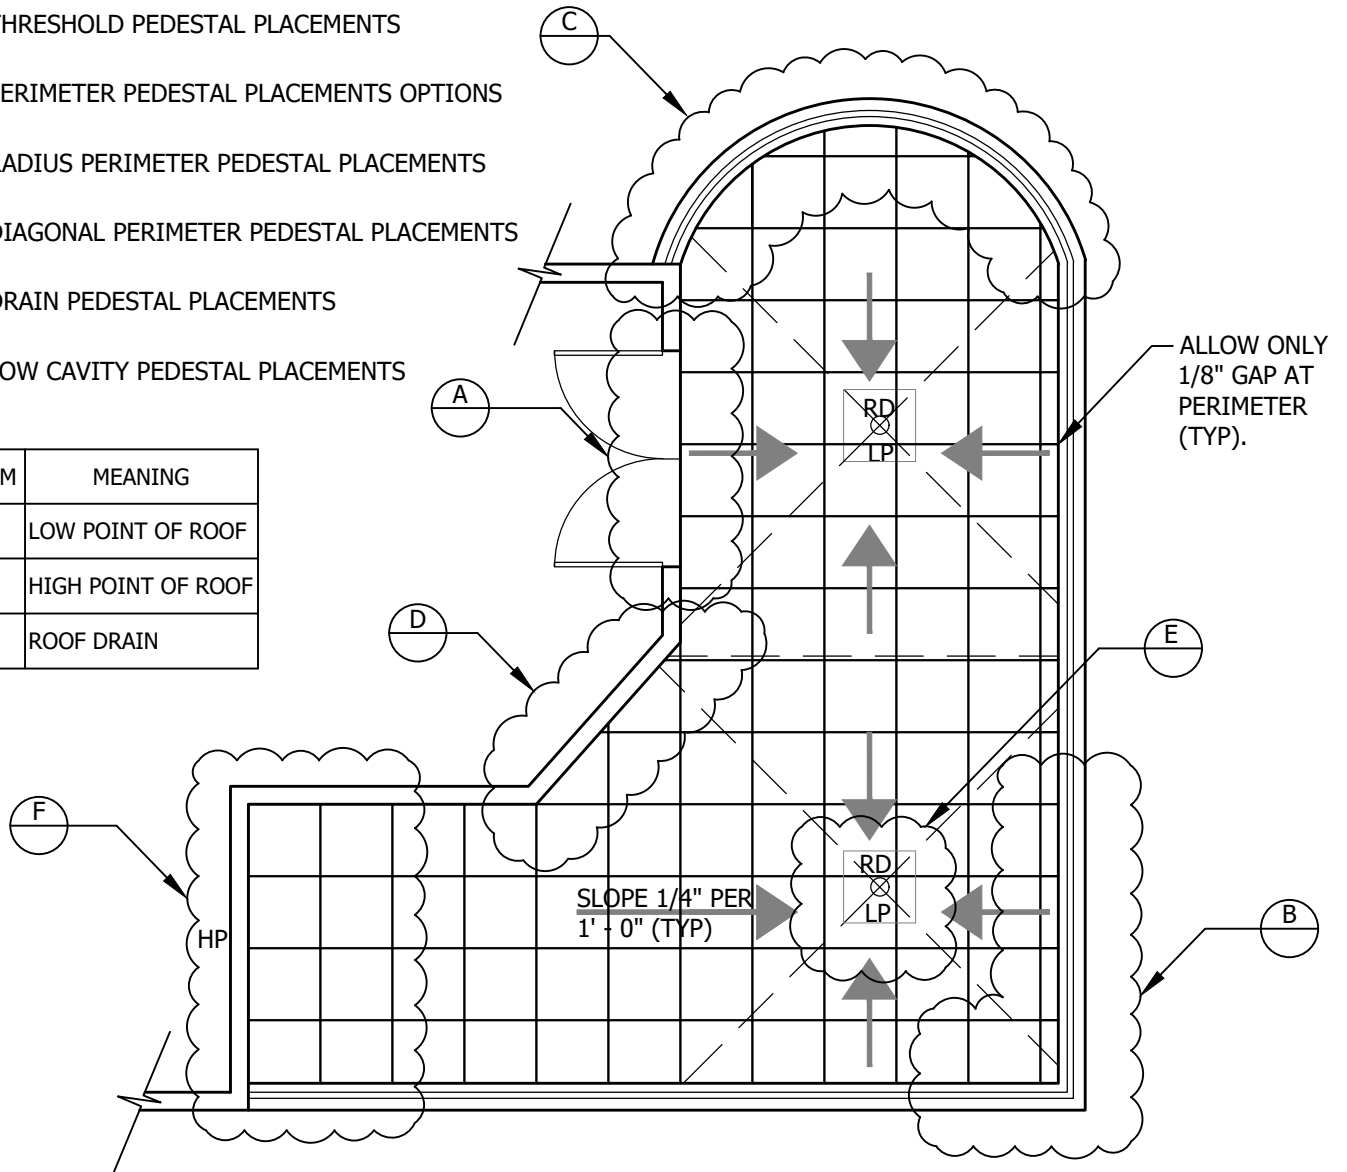 THRESHOLD PEDESTAL PLACEMENTS
ERIMETER PEDESTAL PLACEMENTS OPTIONS
RADIUS PERIMETER PEDESTAL PLACEMENTS
DIAGONAL PERIMETER PEDESTAL PLACEMENTS
DRAIN PEDESTAL PLACEMENTS
OW CAVITY PEDESTAL PLACEMENTS
M MEANING
LOW POINT OF ROOF
HIGH POINT OF ROOF
ROOF DRAIN
C
A
D
F
HP
RD
LP
ALLOW ONLY
1/8" GAP AT
PERIMETER
(TYP).
E
RD
LP
SLOPE 1/4" PER
1' - 0" (TYP)
B